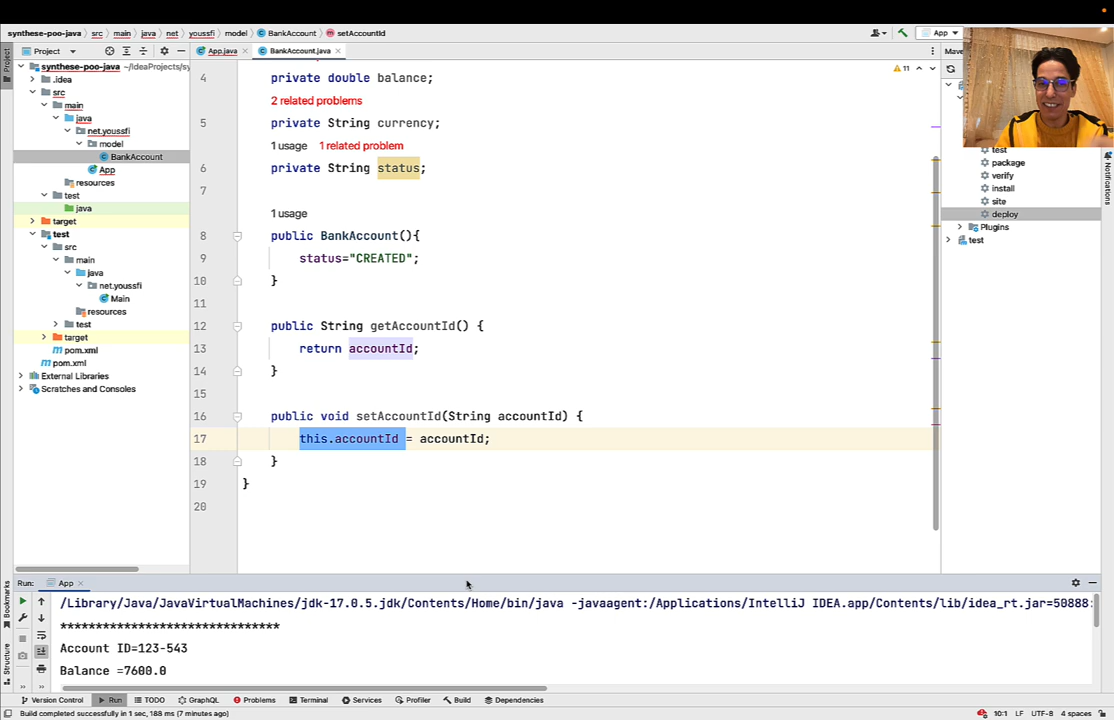 synthese-poo-java > src > main > java > net > youssfi > model > BankAccount > setAccountId
App
Project
App.java
BankAccount.java
synthese-poo-java ~/IdeaProjects/sy
.idea
src
main
java
net.youssfi
model
BankAccount
App
resources
test
java
target
test
src
main
java
net.youssfi
Main
resources
test
target
pom.xml
pom.xml
External Libraries
Scratches and Consoles
11
4 private double balance;
2 related problems
5 private String currency;
1 usage 1 related problem
6 private String status;
7
1 usage
8 public BankAccount(){
9 status="CREATED";
10 }
11
12 public String getAccountId() {
13 return accountId;
14 }
15
16 public void setAccountId(String accountId) {
17 this.accountId = accountId;
18 }
19 }
20
Mave
test
package
verify
install
site
deploy
Plugins
test
Notifications
Project
Bookmarks
Structure
Run: App
/Library/Java/JavaVirtualMachines/jdk-17.0.5.jdk/Contents/Home/bin/java -javaagent:/Applications/IntelliJ IDEA.app/Contents/lib/idea_rt.jar=50888:
******************************
Account ID=123-543
Balance =7600.0
Version Control Run TODO GraphQL Problems Terminal Services Profiler Build Dependencies
Build completed successfully in 1 sec, 188 ms (7 minutes ago)
10:1 LF UTF-8 4 spaces